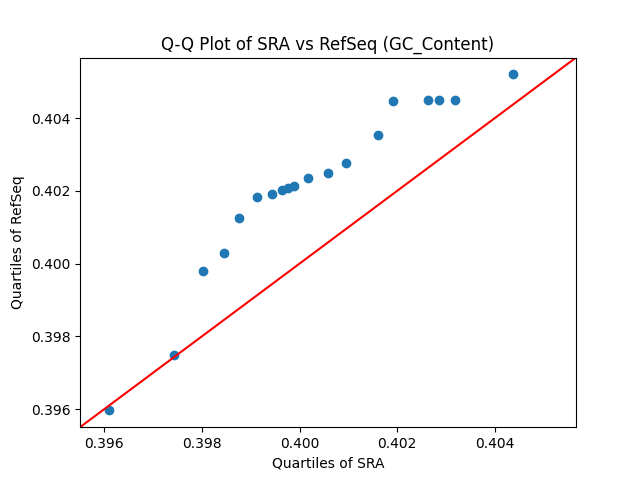 Q-Q Plot of SRA vs RefSeq (GC_Content)
Quartiles of RefSeq
0.404
0.402
0.400
0.398
0.396
0.396 0.398 0.400 0.402 0.404
Quartiles of SRA